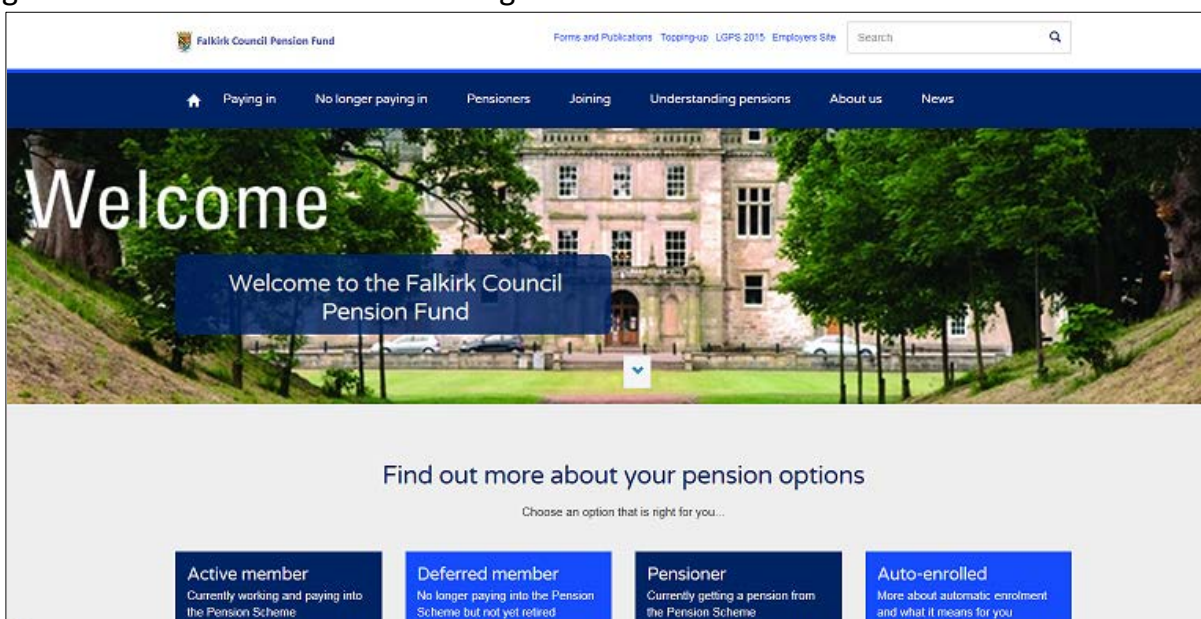 Falkirk Council Pension Fund
Forms and Publications Topping-up LGPS 2015 Employers Site Search
Paying in No longer paying in Pensioners Joining Understanding pensions About us News
Welcome
Welcome to the Falkirk Council
Pension Fund
Find out more about your pension options
Choose an option that is right for you...
Active member
Currently working and paying into
the Pension Scheme
Deferred member
No longer paying into the Pension
Scheme but not yet retired
Pensioner
Currently getting a pension from
the Pension Scheme
Auto-enrolled
More about automatic enrolment
and what it means for you